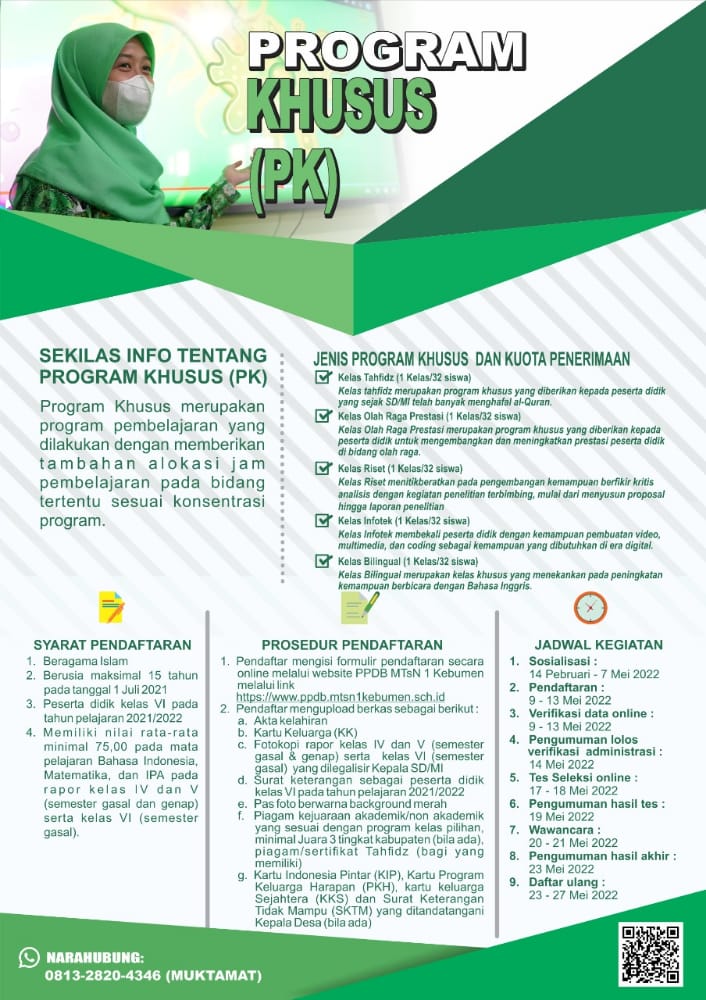 PROGRAM
KHUSUS
(PK)
SEKILAS INFO TENTANG
PROGRAM KHUSUS (PK)
Program Khusus merupakan
program pembelajaran yang
dilakukan dengan memberikan
tambahan alokasi jam
pembelajaran pada bidang
tertentu sesuai konsentrasi
program.
JENIS PROGRAM KHUSUS DAN KUOTA PENERIMAAN
Kelas Tahfidz (1 Kelas/32 siswa)
Kelas tahfidz merupakan program khusus yang diberikan kepada peserta didik
yang sejak SD/MI telah banyak menghafal al-Quran.
Kelas Olah Raga Prestasi (1 Kelas/32 siswa)
Kelas Olah Raga Prestasi merupakan program khusus yang diberikan kepada
peserta didik untuk mengembangkan dan meningkatkan prestasi peserta didik
di bidang olah raga.
Kelas Riset (1 Kelas/32 siswa)
Kelas Riset menitikberatkan pada pengembangan kemampuan berfikir kritis
analisis dengan kegiatan penelitian terbimbing, mulai dari menyusun proposal
hingga laporan penelitian
Kelas Infotek (1 Kelas/32 siswa)
Kelas Infotek membekali peserta didik dengan kemampuan pembuatan video,
multimedia, dan coding sebagai kemampuan yang dibutuhkan di era digital.
Kelas Bilingual (1 Kelas/32 siswa)
Kelas Bilingual merupakan kelas khusus yang menekankan pada peningkatan
kemampuan berbicara dengan Bahasa Inggris.
SYARAT PENDAFTARAN
1. Beragama Islam
2. Berusia maksimal 15 tahun
pada tanggal 1 Juli 2021
3. Peserta didik kelas VI pada
tahun pelajaran 2021/2022
4. Memiliki nilai rata-rata
minimal 75,00 pada mata
pelajaran Bahasa Indonesia,
Matematika, dan IPA pada
rapor kelas IV dan V
(semester gasal dan genap)
serta kelas VI (semester
gasal).
PROSEDUR PENDAFTARAN
1. Pendaftar mengisi formulir pendaftaran secara
online melalui website PPDB MTsN 1 Kebumen
melalui link
https://www.ppdb.mtsn1kebumen.sch.id
2. Pendaftar mengupload berkas sebagai berikut :
a. Akta kelahiran
b. Kartu Keluarga (KK)
c. Fotokopi rapor kelas IV dan V (semester
gasal & genap) serta kelas VI (semester
gasal) yang dilegalisir Kepala SD/MI
d. Surat keterangan sebagai peserta didik
kelas VI pada tahun pelajaran 2021/2022
e. Pas foto berwarna background merah
f. Piagam kejuaraan akademik/non akademik
yang sesuai dengan program kelas pilihan,
minimal Juara 3 tingkat kabupaten (bila ada),
piagam/sertifikat Tahfidz (bagi yang
memiliki)
g. Kartu Indonesia Pintar (KIP), Kartu Program
Keluarga Harapan (PKH), kartu keluarga
Sejahtera (KKS) dan Surat Keterangan
Tidak Mampu (SKTM) yang ditandatangani
Kepala Desa (bila ada)
JADWAL KEGIATAN
1. Sosialisasi :
14 Pebruari - 7 Mei 2022
2. Pendaftaran :
9 - 13 Mei 2022
3. Verifikasi data online :
9 - 13 Mei 2022
4. Pengumuman lolos
verifikasi administrasi :
14 Mei 2022
5. Tes Seleksi online :
17 - 18 Mei 2022
6. Pengumuman hasil tes :
19 Mei 2022
7. Wawancara :
20 - 21 Mei 2022
8. Pengumuman hasil akhir :
23 Mei 2022
9. Daftar ulang :
23 - 27 Mei 2022
NARAHUBUNG:
0813-2820-4346 (MUKTAMAT)